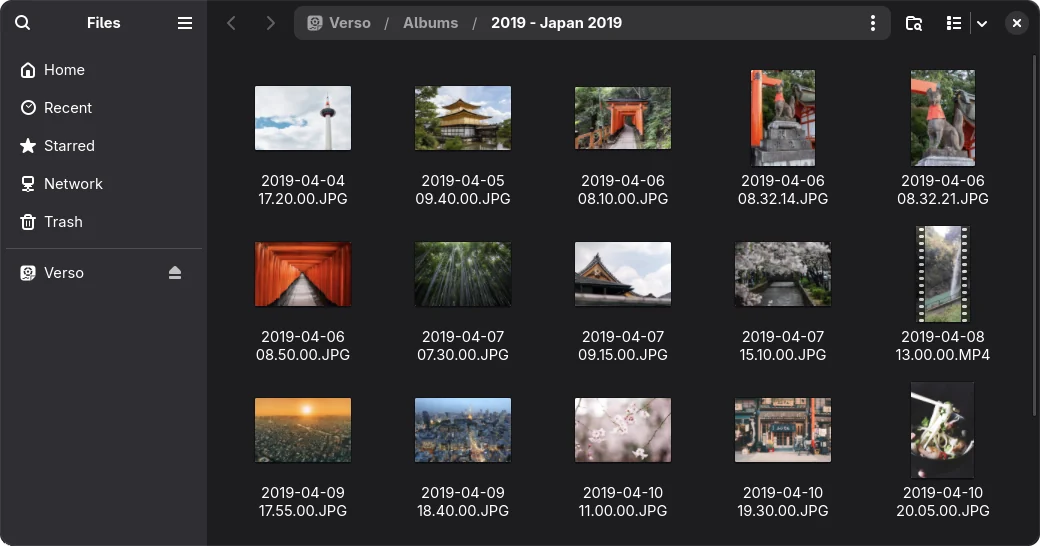 Files
Verso / Albums / 2019 - Japan 2019
Home
Recent
Starred
Network
Trash
Verso
2019-04-04
17.20.00.JPG
2019-04-05
09.40.00.JPG
2019-04-06
08.10.00.JPG
2019-04-06
08.32.14.JPG
2019-04-06
08.32.21.JPG
2019-04-06
08.50.00.JPG
2019-04-07
07.30.00.JPG
2019-04-07
09.15.00.JPG
2019-04-07
15.10.00.JPG
2019-04-08
13.00.00.MP4
2019-04-09
17.55.00.JPG
2019-04-09
18.40.00.JPG
2019-04-10
11.00.00.JPG
2019-04-10
19.30.00.JPG
2019-04-10
20.05.00.JPG